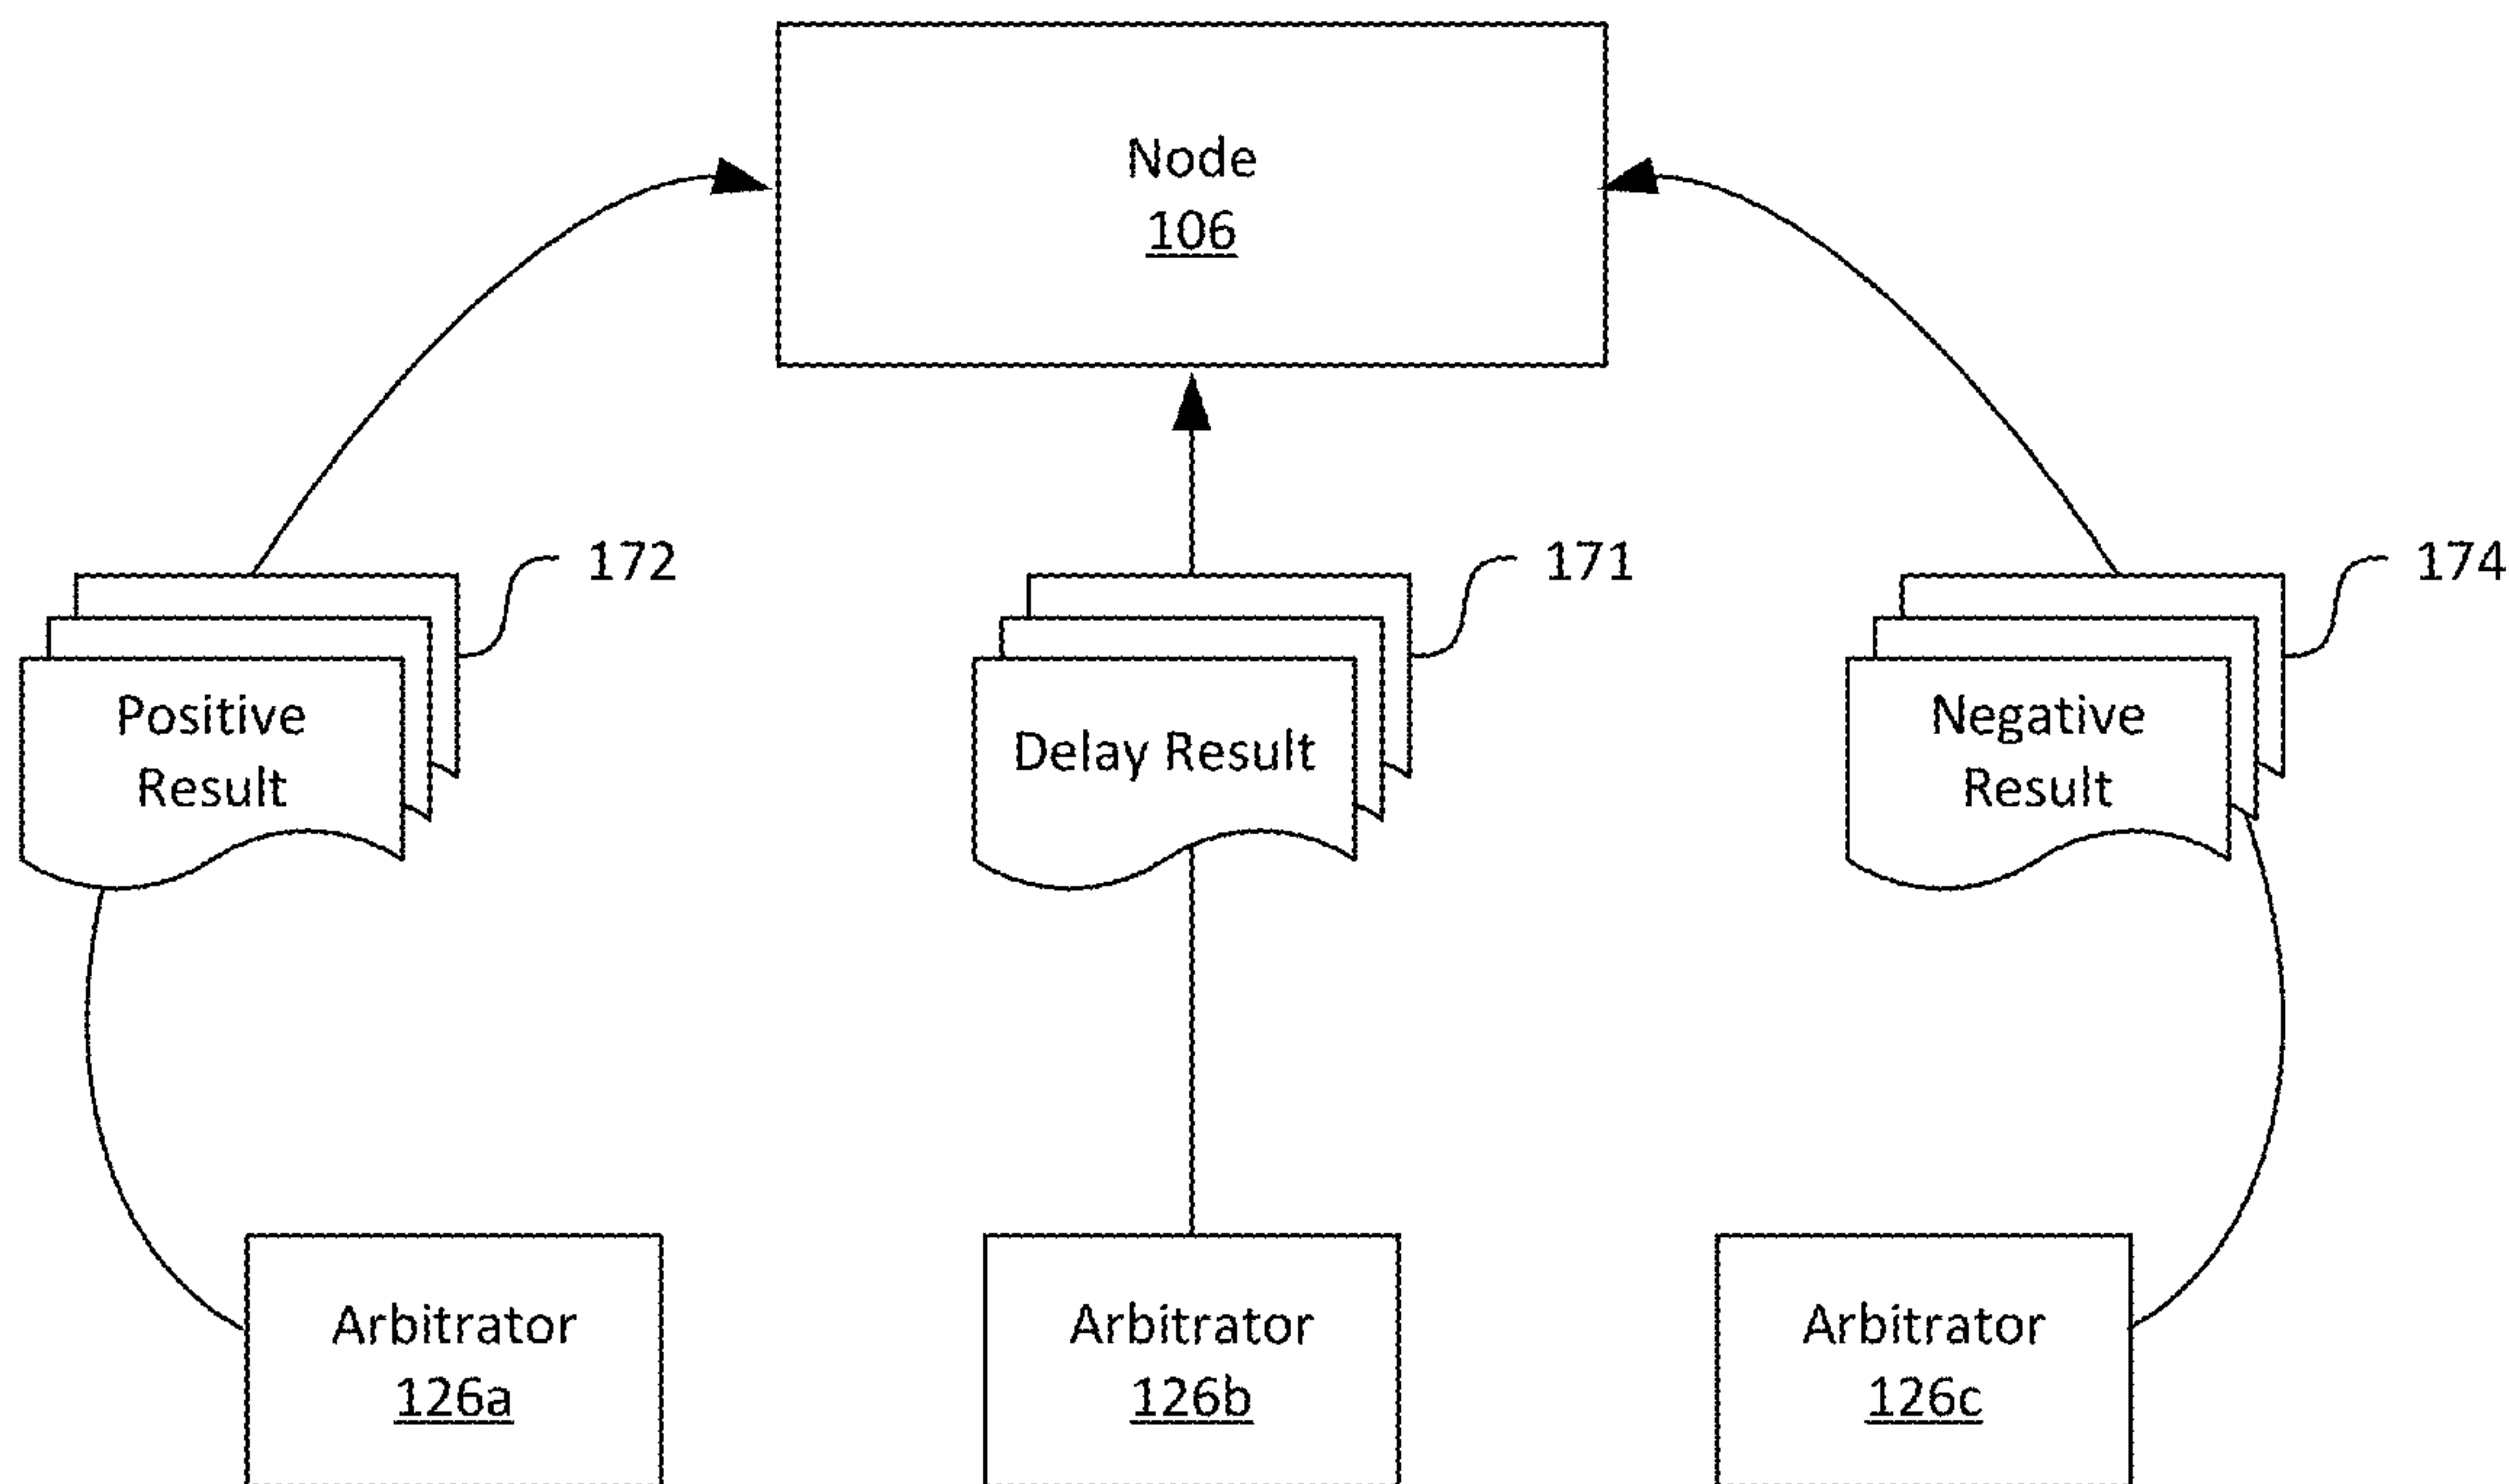 Node
106
172
171
174
Positive
Result
Delay Result
Negative
Result
Arbitrator
126a
Arbitrator
126b
Arbitrator
126c